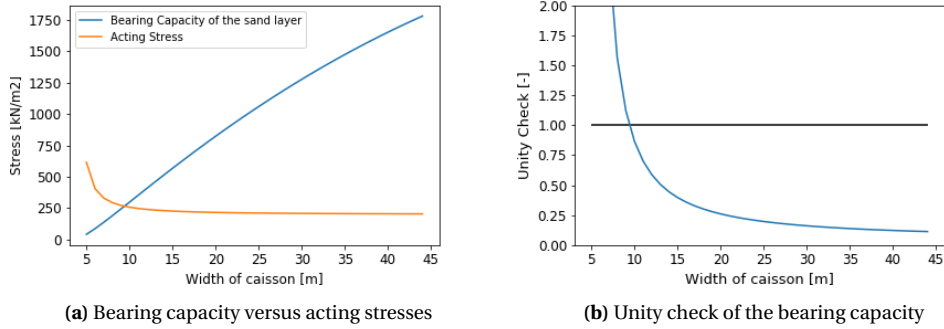 Bearing Capacity of the sand layer
Acting Stress
1750
1500
1250
1000
750
500
250
0
Stress [kN/m2]
5 10 15 20 25 30 35 40 45
Width of caisson [m]
(a) Bearing capacity versus acting stresses
2.00
1.75
1.50
1.25
1.00
0.75
0.50
0.25
0.00
Unity Check [-]
5 10 15 20 25 30 35 40 45
Width of caisson [m]
(b) Unity check of the bearing capacity